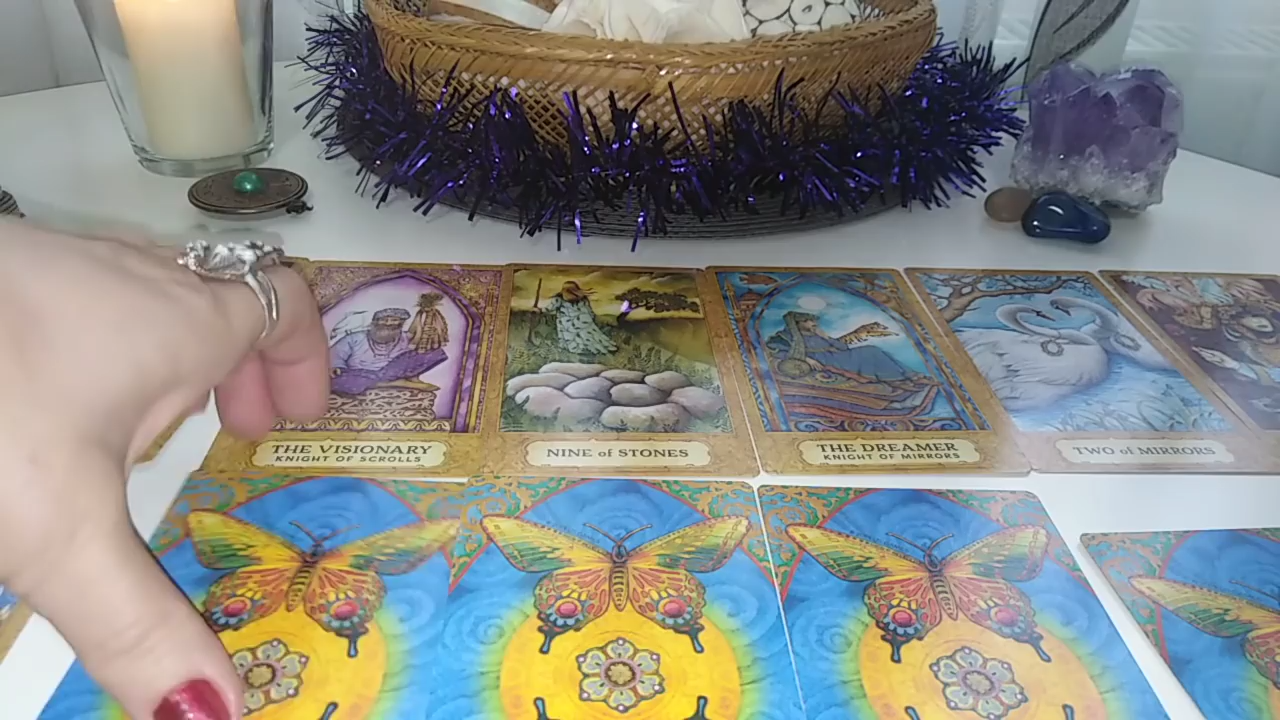 THE VISIONARY
KNIGHT OF SCROLLS
NINE of STONES
THE DREAMER
KNIGHT OF MIRRORS
TWO of MIRRORS